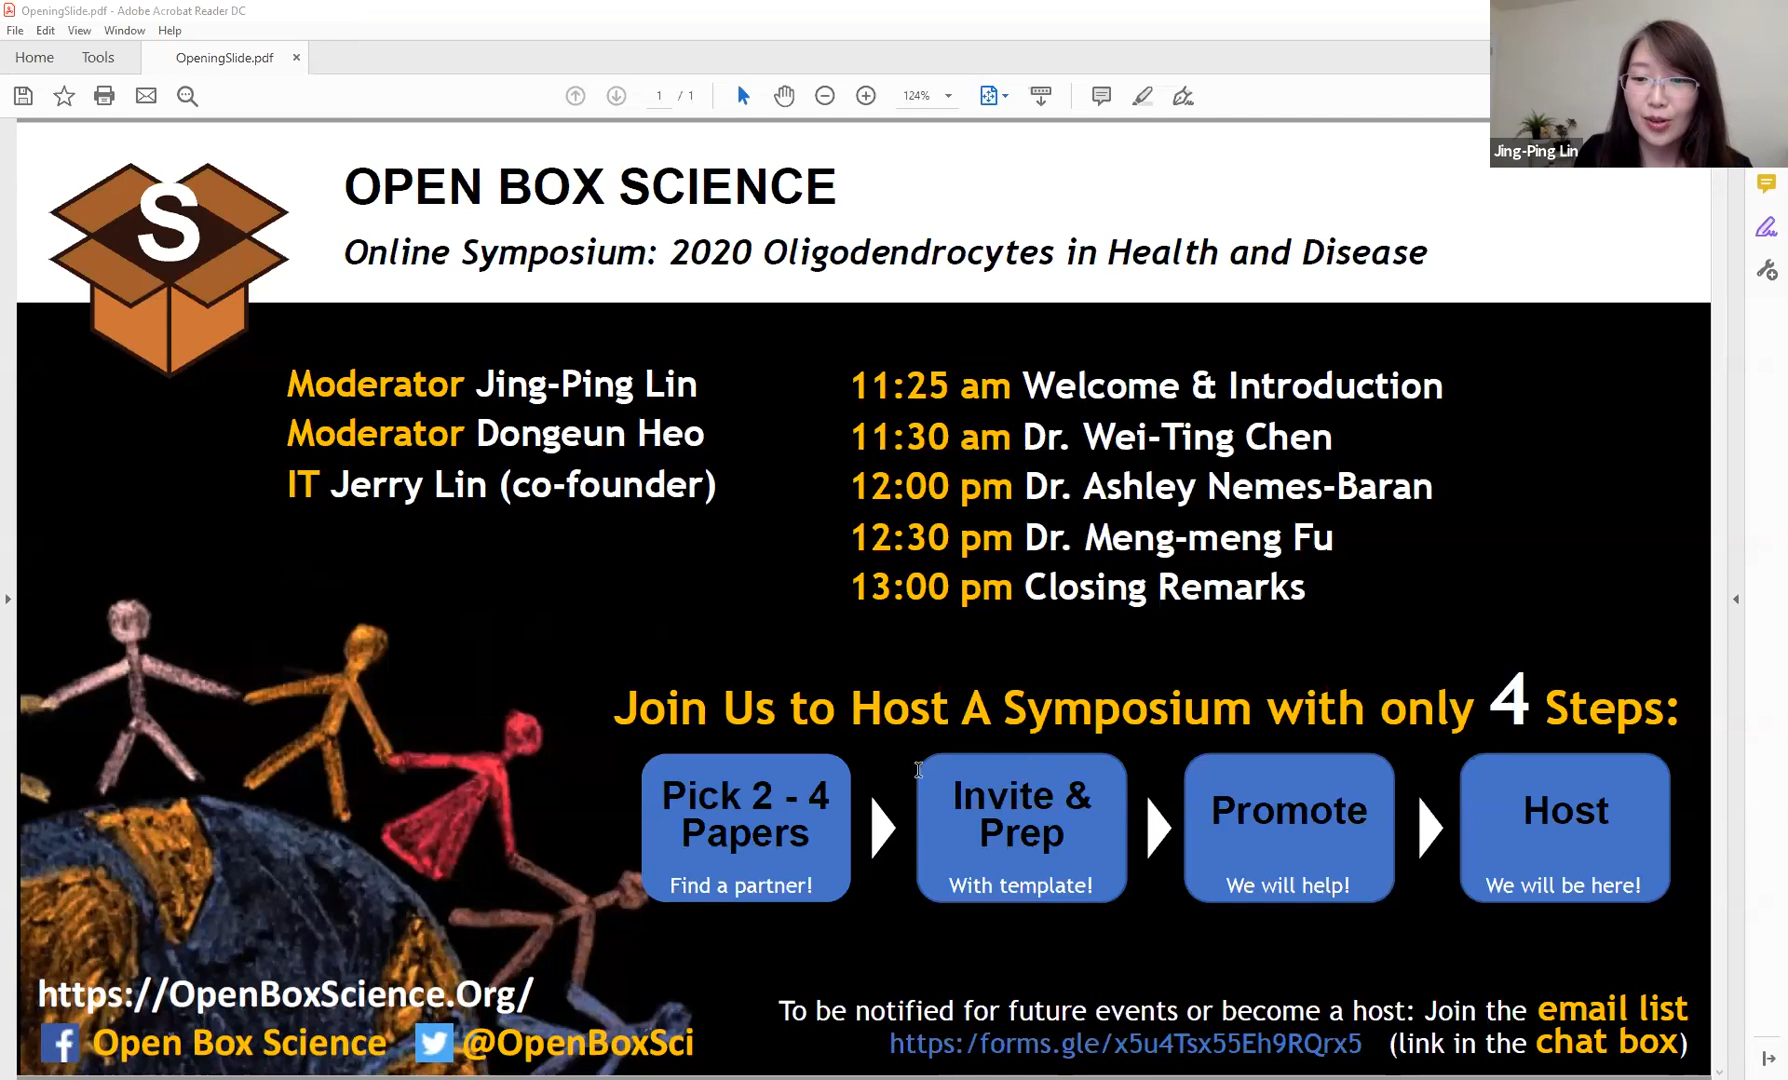 OpeningSlide.pdf - Adobe Acrobat Reader DC
File Edit View Window Help
Home Tools OpeningSlide.pdf ×
1 / 1 124%
Jing-Ping Lin
S
OPEN BOX SCIENCE
Online Symposium: 2020 Oligodendrocytes in Health and Disease
Moderator Jing-Ping Lin
Moderator Dongeun Heo
IT Jerry Lin (co-founder)
11:25 am Welcome & Introduction
11:30 am Dr. Wei-Ting Chen
12:00 pm Dr. Ashley Nemes-Baran
12:30 pm Dr. Meng-meng Fu
13:00 pm Closing Remarks
Join Us to Host A Symposium with only 4 Steps:
Pick 2 - 4
Papers
Find a partner!
Invite &
Prep
With template!
Promote
We will help!
Host
We will be here!
https://OpenBoxScience.Org/
Open Box Science @OpenBoxSci
To be notified for future events or become a host: Join the email list
https:/forms.gle/x5u4Tsx55Eh9RQrx5 (link in the chat box)